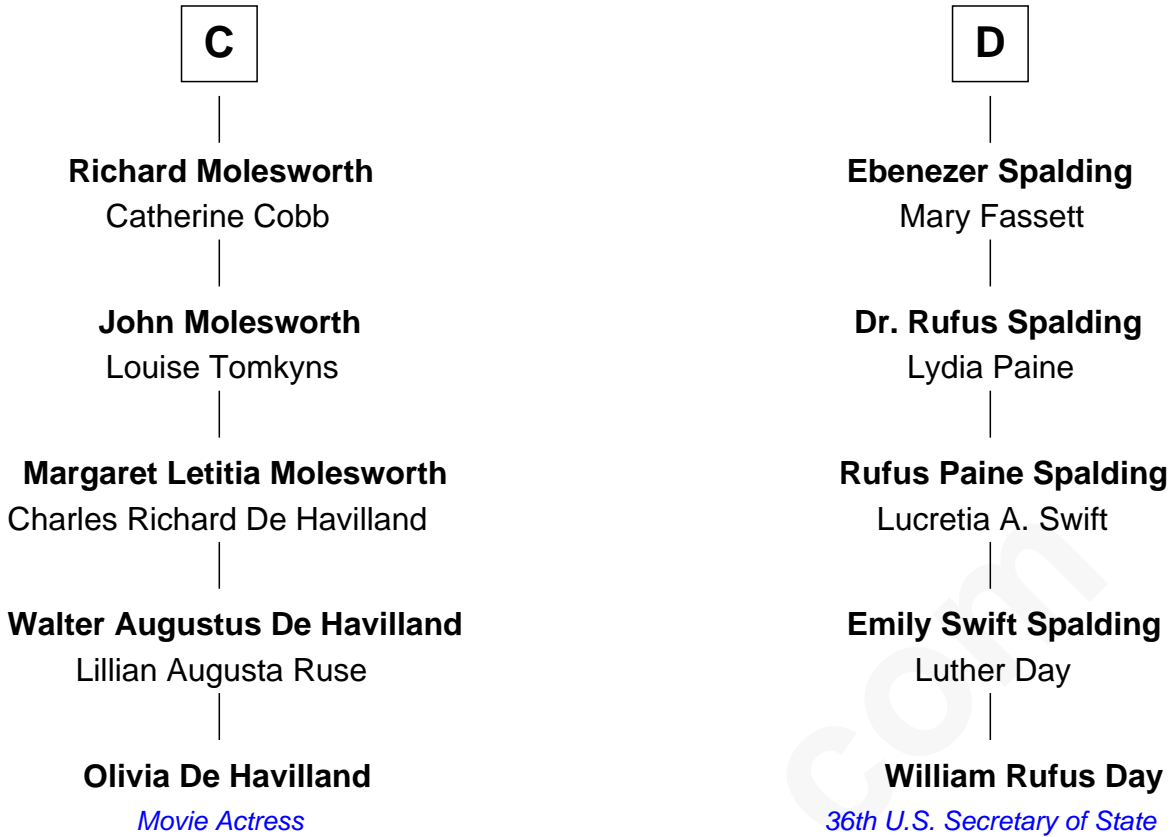 C
Richard Molesworth
Catherine Cobb
John Molesworth
Louise Tomkyns
Margaret Letitia Molesworth
Charles Richard De Havilland
Walter Augustus De Havilland
Lillian Augusta Ruse
Olivia De Havilland
Movie Actress
D
Ebenezer Spalding
Mary Fassett
Dr. Rufus Spalding
Lydia Paine
Rufus Paine Spalding
Lucretia A. Swift
Emily Swift Spalding
Luther Day
William Rufus Day
36th U.S. Secretary of State
com